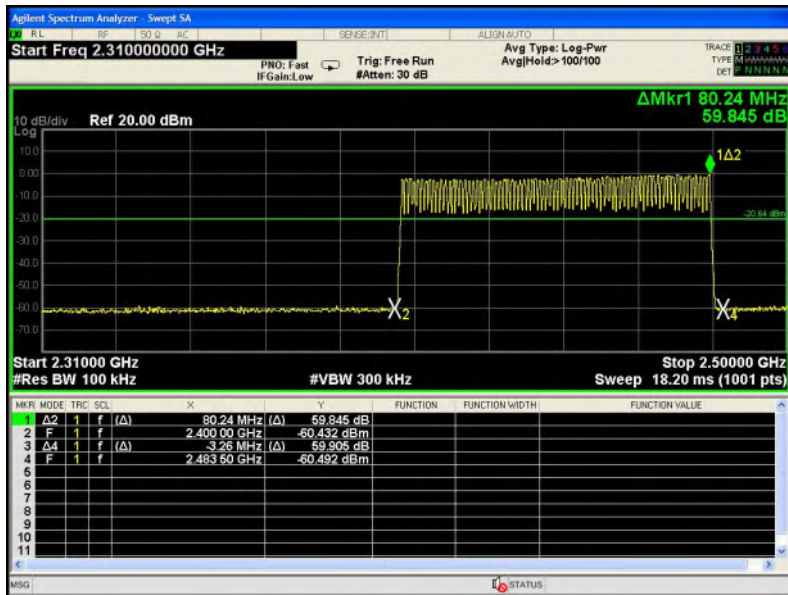 Agilent Spectrum Analyzer - Swept SA
RL RF 50 Ω AC SENSE:INT ALIGN AUTO
Start Freq 2.310000000 GHz
PNO: Fast
IFGain:Low
Trig: Free Run
#Atten: 30 dB
Avg Type: Log-Pwr
Avg|Hold:>100/100
TRACE 1 2 3 4 5 6
TYPE M
DET P N N N N
ΔMkr1 80.24 MHz
59.845 dB
10 dB/div Ref 20.00 dBm
Log
10.0
1Δ2
0.00
-10.0
-20.0
-20.64 dBm
-30.0
-40.0
-50.0
-60.0
2
4
-70.0
Start 2.31000 GHz Stop 2.50000 GHz
#Res BW 100 kHz #VBW 300 kHz Sweep 18.20 ms (1001 pts)
MKR MODE TRC SCL X Y FUNCTION FUNCTION WIDTH FUNCTION VALUE
1 Δ2 1 f (Δ) 80.24 MHz (Δ) 59.845 dB
2 F 1 f 2.400 00 GHz -60.432 dBm
3 Δ4 1 f (Δ) -3.26 MHz (Δ) 59.905 dB
4 F 1 f 2.483 50 GHz -60.492 dBm
5
6
7
8
9
10
11
MSG STATUS